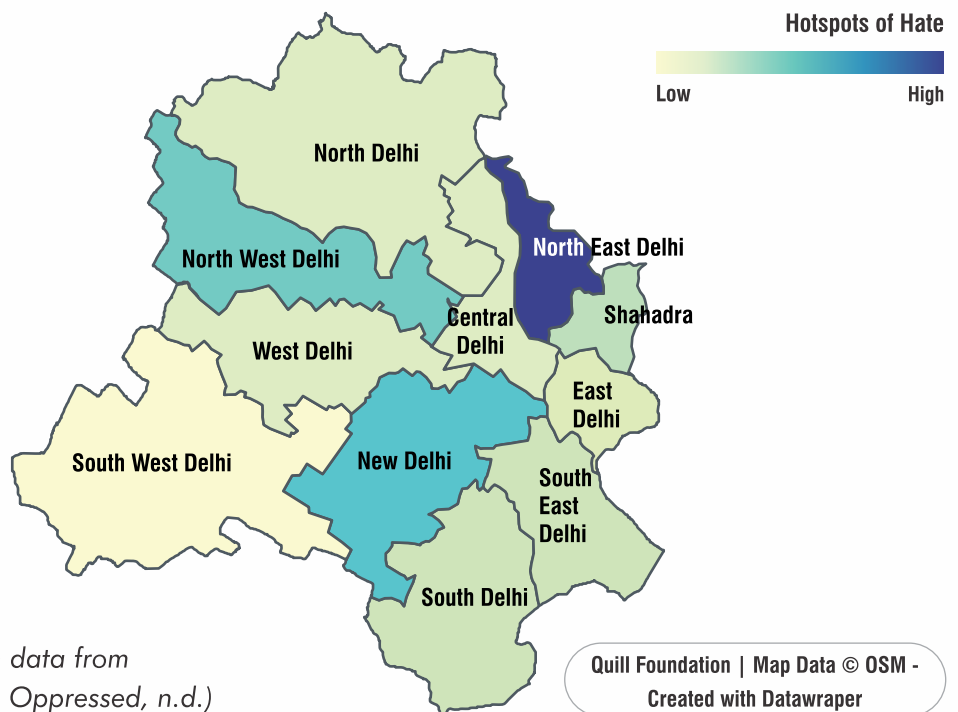 Hotspots of Hate
Low High
North Delhi
North West Delhi
North East Delhi
Shahadra
Central
Delhi
West Delhi
East
Delhi
South West Delhi
New Delhi
South
East
Delhi
South Delhi
data from
Oppressed, n.d.)
Quill Foundation | Map Data © OSM -
Created with Datawraper